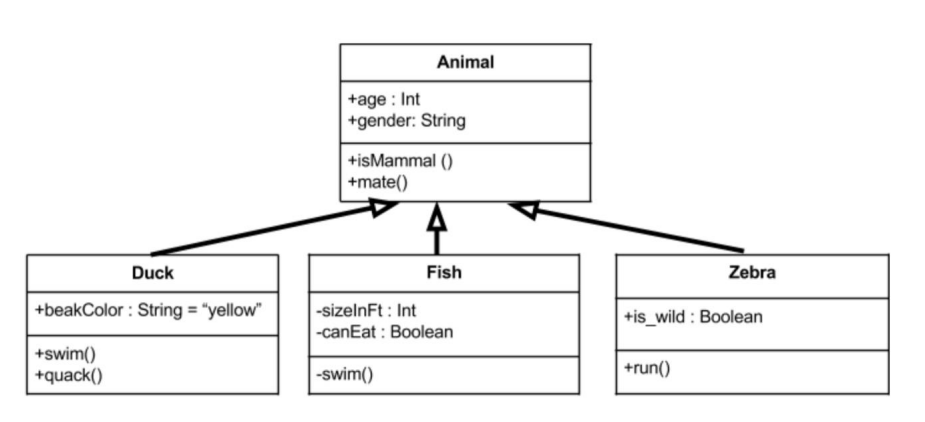 Animal
+age : Int
+gender: String
+isMammal ()
+mate()
Duck
+beakColor : String = “yellow”
+swim()
+quack()
Fish
-sizeInFt : Int
-canEat : Boolean
-swim()
Zebra
+is_wild : Boolean
+run()